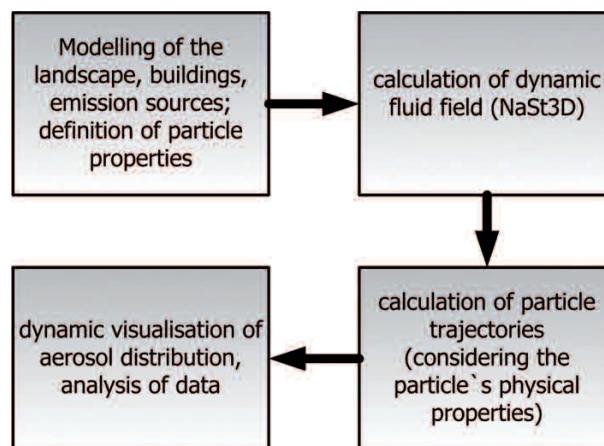 Modelling of the
landscape, buildings,
emission sources;
definition of particle
properties
calculation of dynamic
fluid field (NaSt3D)
calculation of particle
trajectories
(considering the
particle`s physical
properties)
dynamic visualisation of
aerosol distribution,
analysis of data